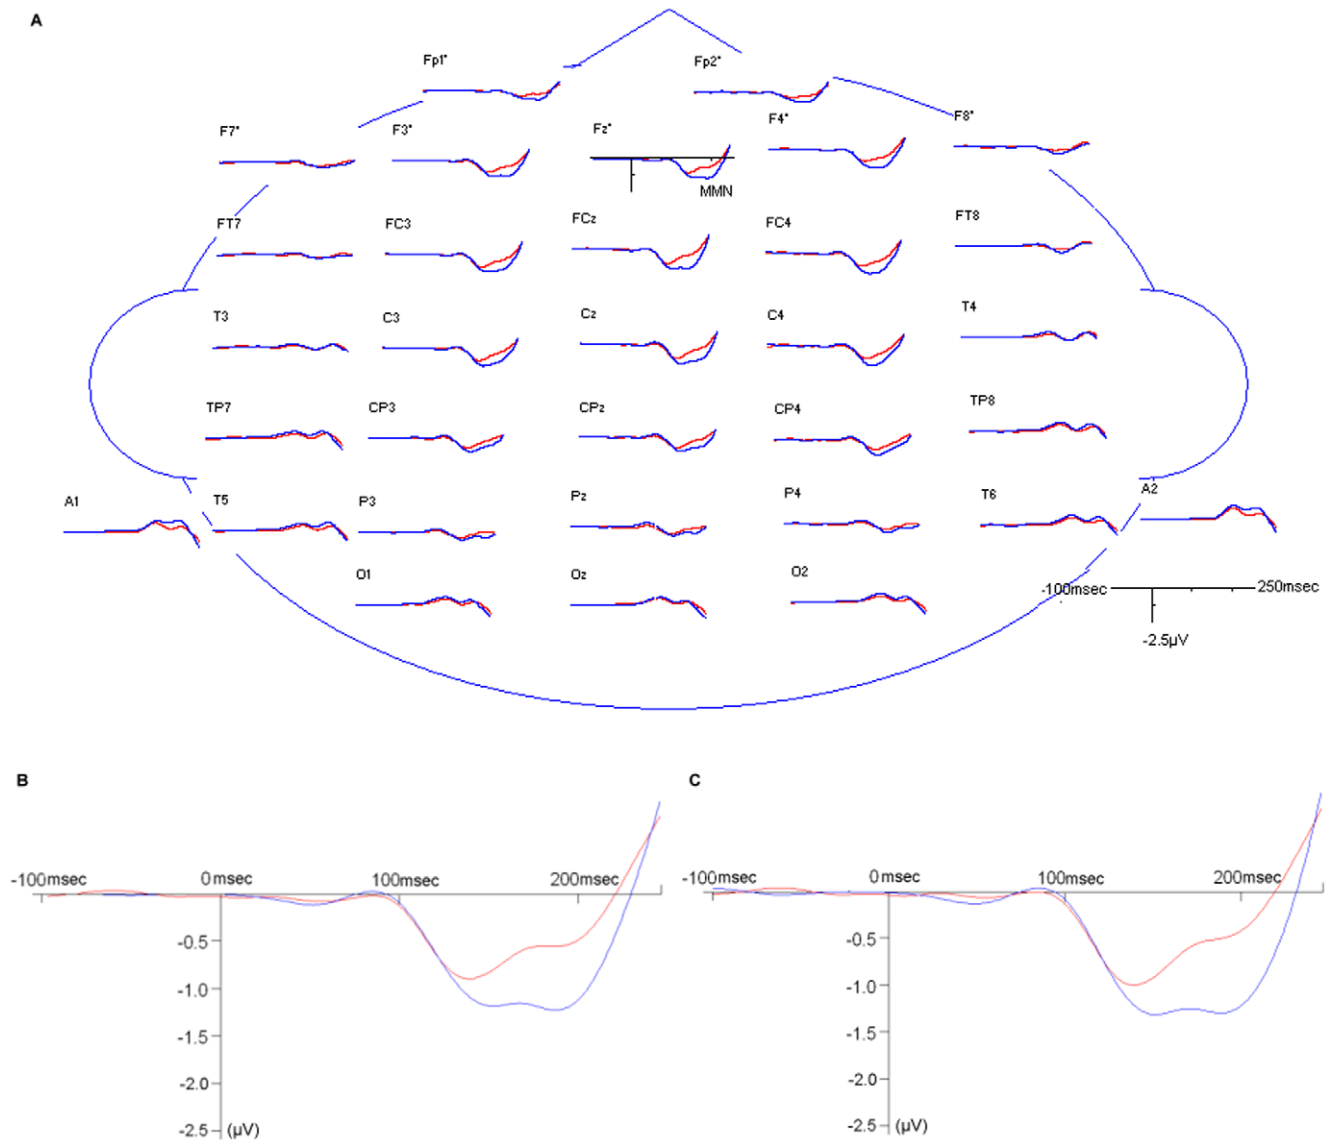 A
Fp1*
Fp2*
F7*
F3*
Fz*
F4*
F8*
MMN
FT7
FC3
FCz
FC4
FT8
T3
C3
Cz
C4
T4
TP7
CP3
CPz
CP4
TP8
A1
T5
P3
Pz
P4
T6
A2
O1
Oz
O2
-100msec
250msec
-2.5μV
B
C
-100msec
0msec
100msec
200msec
-0.5
-1.0
-1.5
-2.0
-2.5
(μV)
-100msec
0msec
100msec
200msec
-0.5
-1.0
-1.5
-2.0
-2.5
(μV)